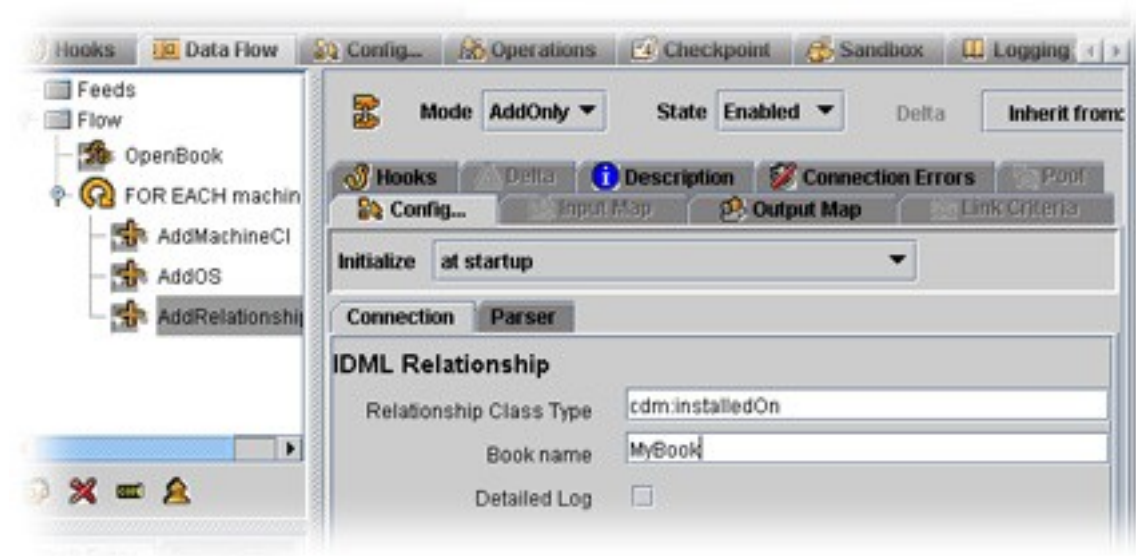 Hooks Data Flow Config... Operations Checkpoint Sandbox Logging
Feeds
Flow
OpenBook
FOR EACH machin
AddMachineCI
AddOS
AddRelationship
Mode AddOnly State Enabled Delta Inherit from:
Hooks Delta Description Connection Errors Pool
Config... Input Map Output Map Link Criteria
Initialize at startup
Connection Parser
IDML Relationship
Relationship Class Type cdm:installedOn
Book name MyBook
Detailed Log